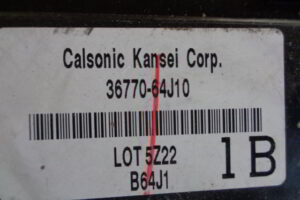 Calsonic Kansei Corp.
36770-64J10
LOT 5Z22
1B
B64J1